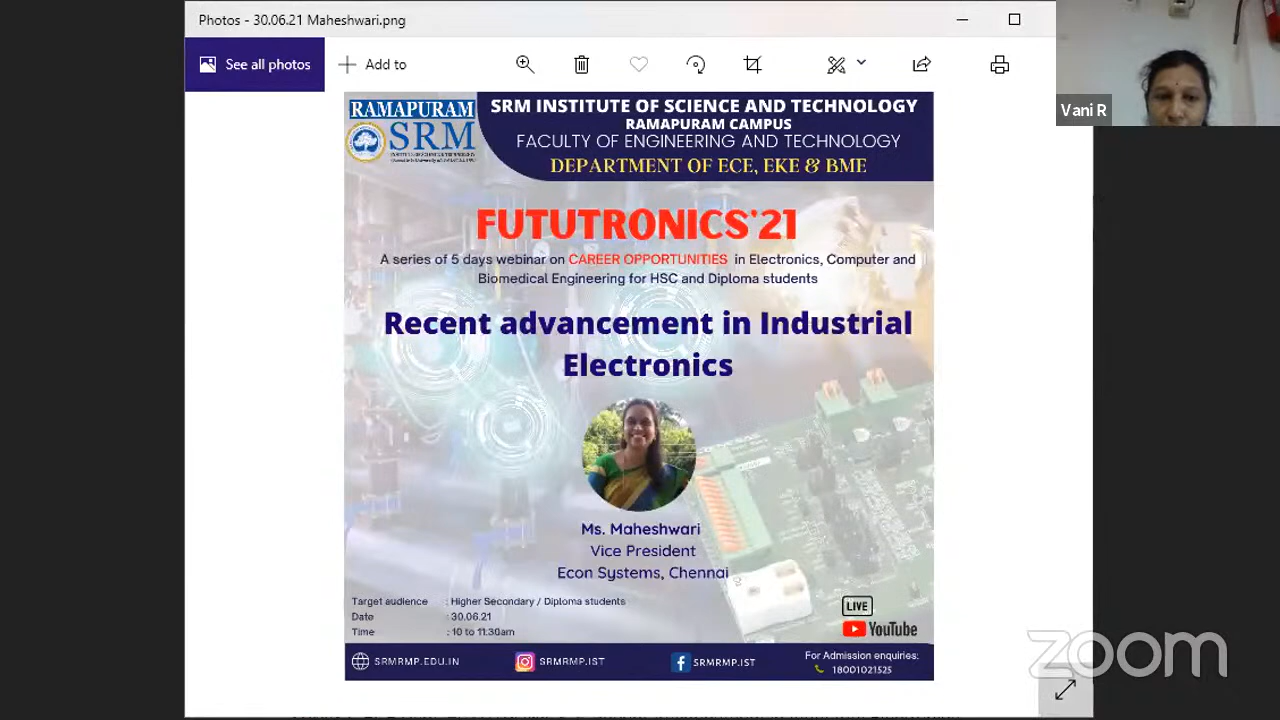 Photos - 30.06.21 Maheshwari.png
See all photos
Add to
Vani R
RAMAPURAM
SRM
SRM INSTITUTE OF SCIENCE AND TECHNOLOGY
RAMAPURAM CAMPUS
FACULTY OF ENGINEERING AND TECHNOLOGY
DEPARTMENT OF ECE, EKE & BME
FUTUTRONICS'21
A series of 5 days webinar on CAREER OPPORTUNITIES in Electronics, Computer and
Biomedical Engineering for HSC and Diploma students
Recent advancement in Industrial
Electronics
Ms. Maheshwari
Vice President
Econ Systems, Chennai
Target audience : Higher Secondary / Diploma students
Date : 30.06.21
Time : 10 to 11:30am
LIVE
YouTube
SRMRMP.EDU.IN
SRMRMP.IST
SRMRMP.IST
For Admission enquiries:
18001021525
zoom